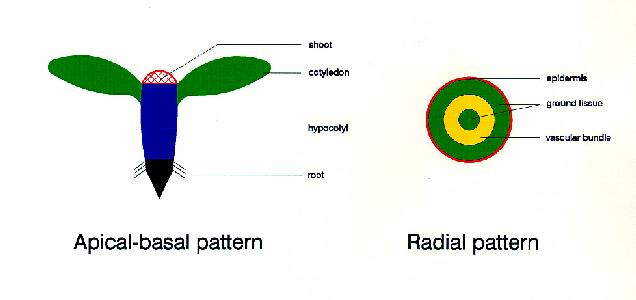 shoot
cotyledon
hypocotyl
root
Apical-basal pattern
epidermis
ground tissue
vascular bundle
Radial pattern